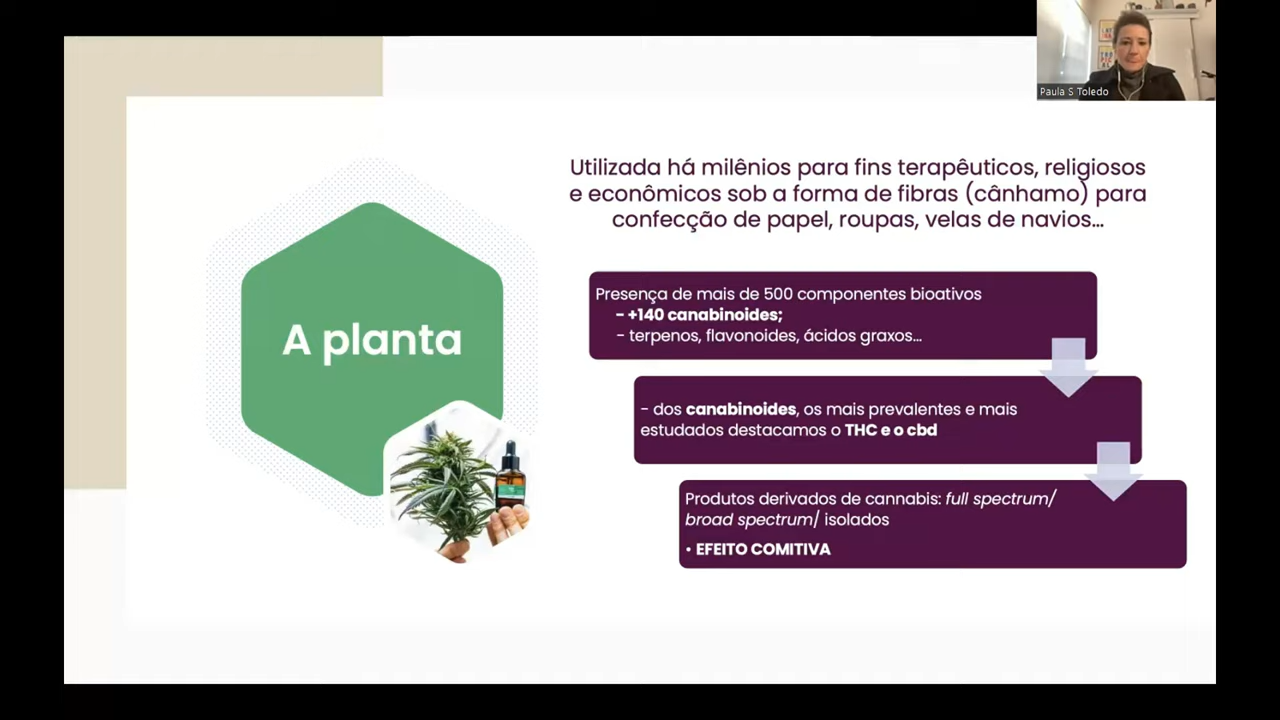 Paula S Toledo
Utilizada há milênios para fins terapêuticos, religiosos
e econômicos sob a forma de fibras (cânhamo) para
confecção de papel, roupas, velas de navios...
A planta
Presença de mais de 500 componentes bioativos
- +140 canabinoides;
- terpenos, flavonoides, ácidos graxos...
- dos canabinoides, os mais prevalentes e mais
estudados destacamos o THC e o cbd
Produtos derivados de cannabis: full spectrum/
broad spectrum/ isolados
• EFEITO COMITIVA